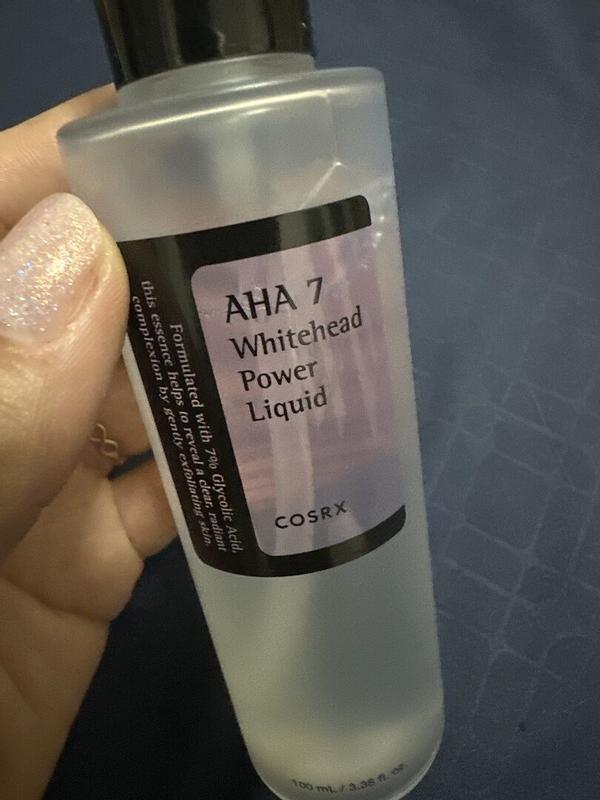 AHA 7
Whitehead
Power
Liquid
COSRX
Formulated with 7% Glycolic Acid,
this essence helps to reveal a clear, radiant
complexion by gently exfoliating skin.
100 mL / 3.38 fl. oz.